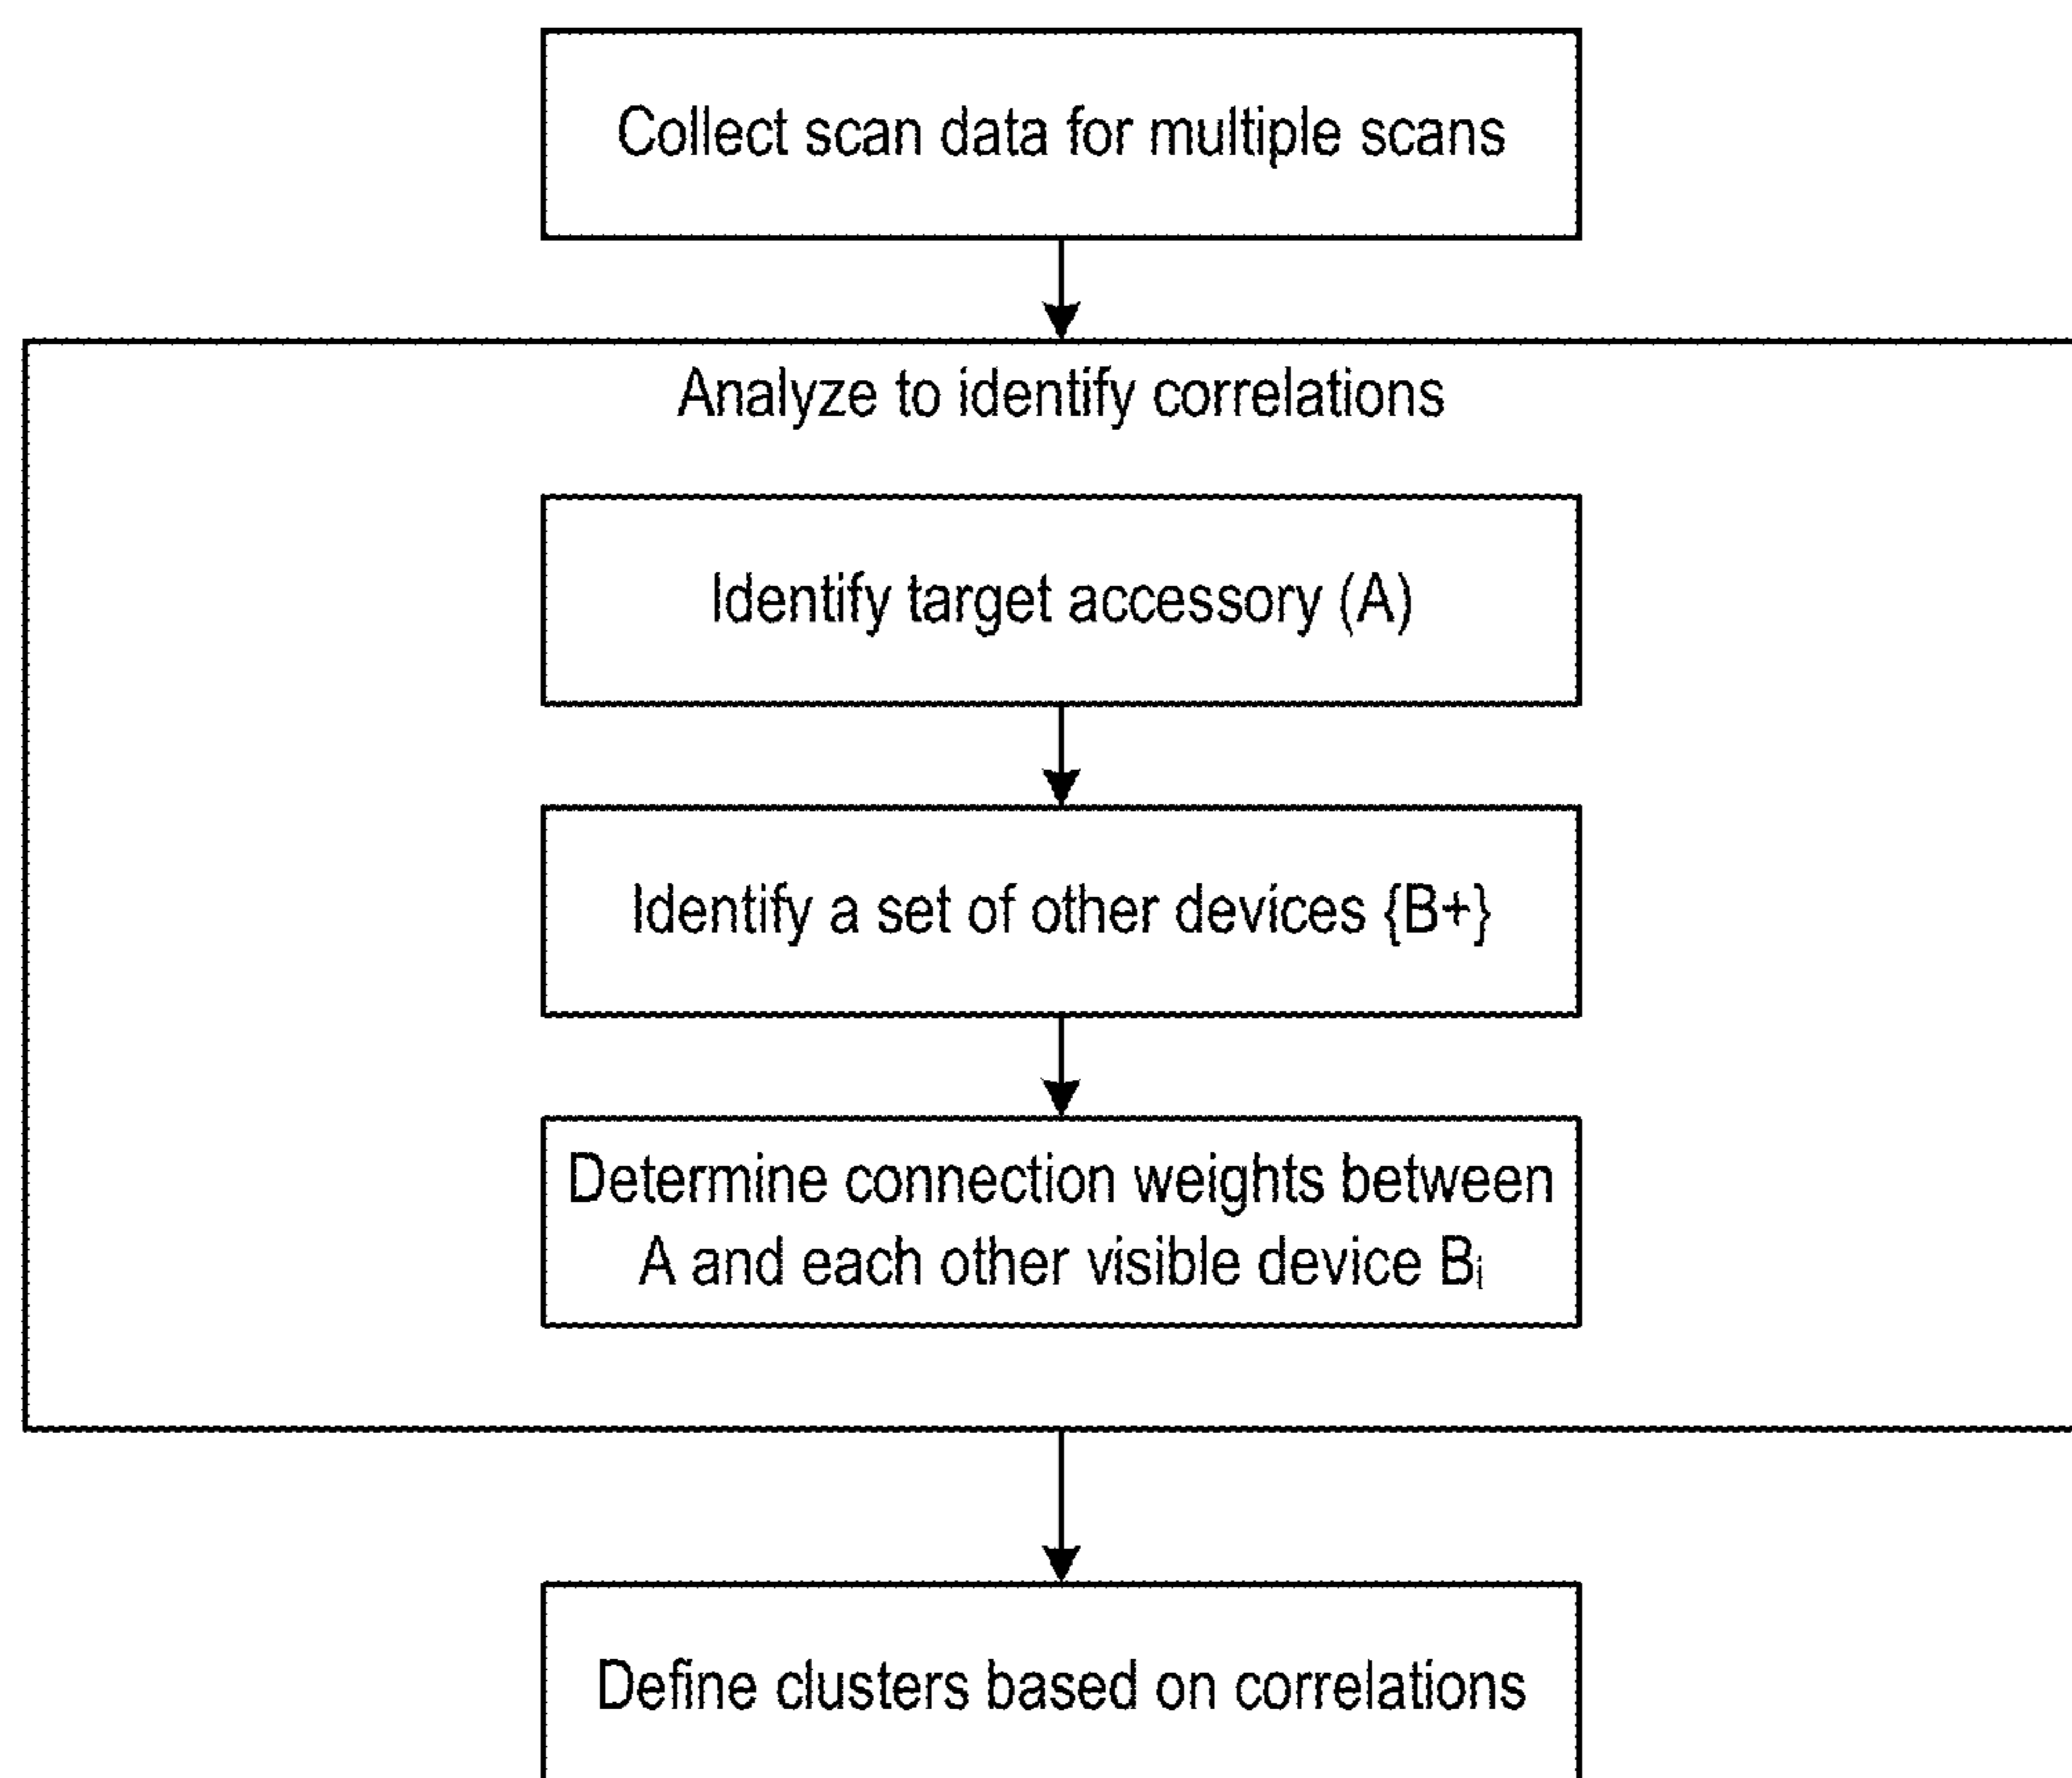 Collect scan data for multiple scans
Analyze to identify correlations
Identify target accessory (A)
Identify a set of other devices {B+}
Determine connection weights between
A and each other visible device Bᵢ
Define clusters based on correlations